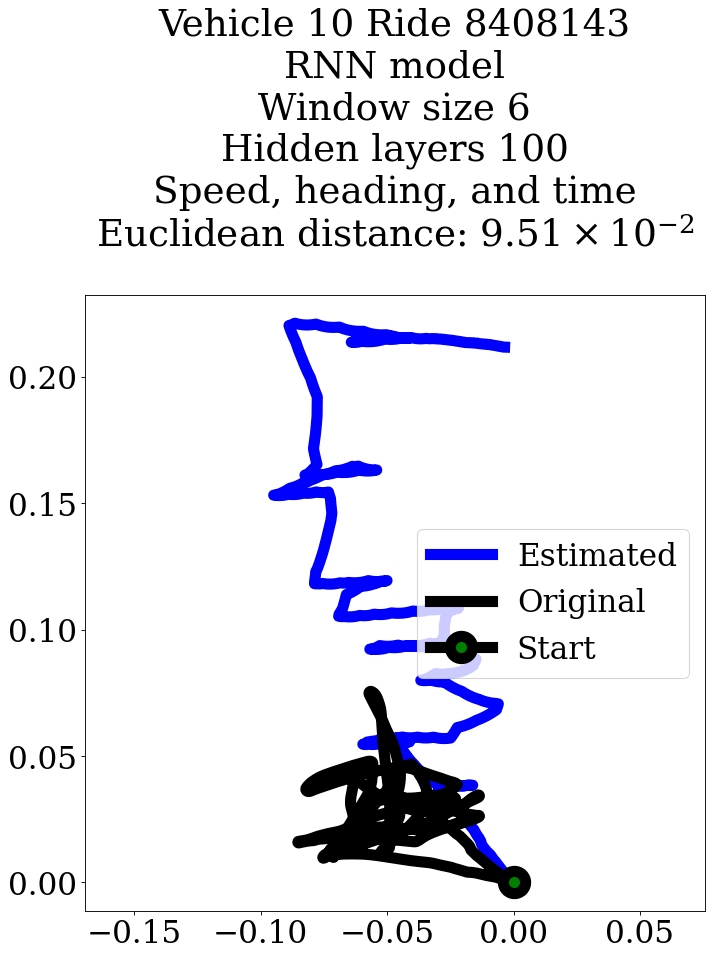 Vehicle 10 Ride 8408143
RNN model
Window size 6
Hidden layers 100
Speed, heading, and time
Euclidean distance: 9.51 × 10⁻²
0.20
0.15
0.10
0.05
0.00
Estimated
Original
Start
−0.15 −0.10 −0.05 0.00 0.05